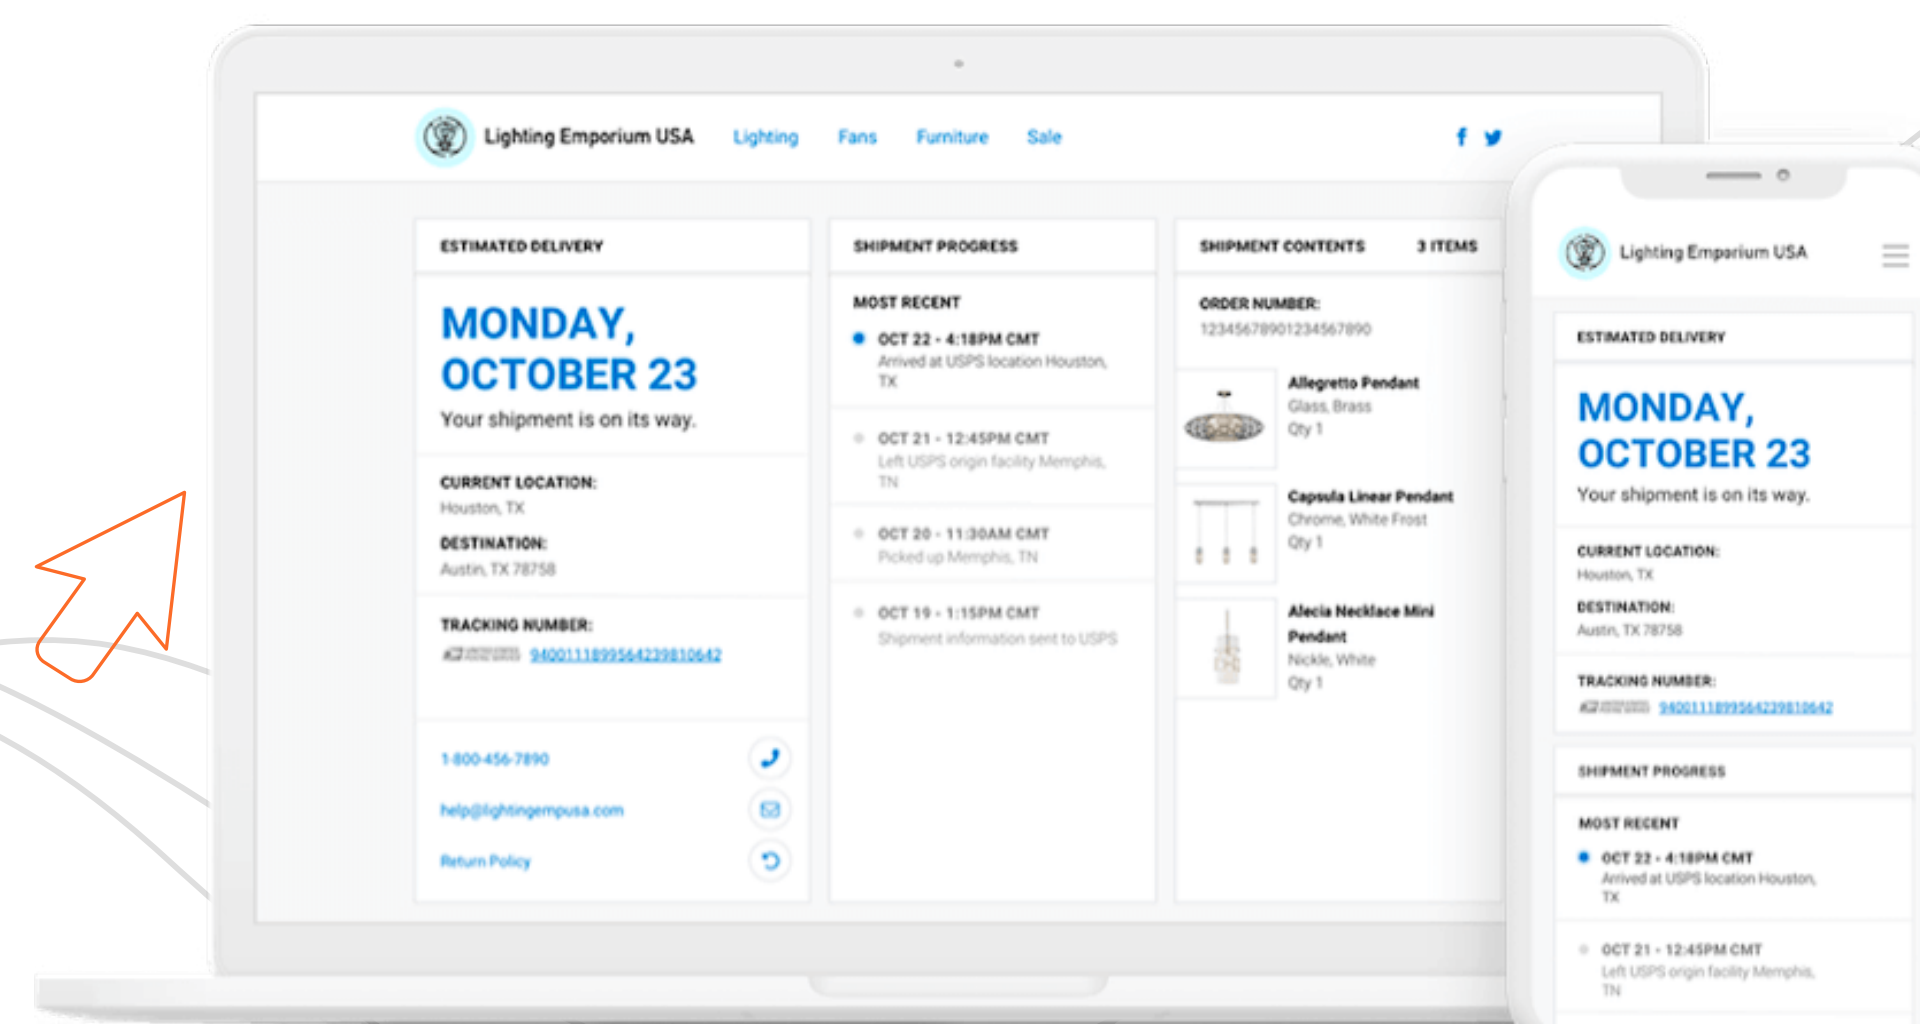 Lighting Emporium USA
Lighting
Fans
Furniture
Sale
ESTIMATED DELIVERY
MONDAY,
OCTOBER 23
Your shipment is on its way.
CURRENT LOCATION:
Houston, TX
DESTINATION:
Austin, TX 78758
TRACKING NUMBER:
9400111899564239810642
1-800-456-7890
help@lightingempusa.com
Return Policy
SHIPMENT PROGRESS
MOST RECENT
OCT 22 - 4:18PM CMT
Arrived at USPS location Houston,
TX
OCT 21 - 12:45PM CMT
Left USPS origin facility Memphis,
TN
OCT 20 - 11:30AM CMT
Picked up Memphis, TN
OCT 19 - 1:15PM CMT
Shipment information sent to USPS
SHIPMENT CONTENTS 3 ITEMS
ORDER NUMBER:
12345678901234567890
Allegretto Pendant
Glass, Brass
Qty 1
Capsula Linear Pendant
Chrome, White Frost
Qty 1
Alecia Necklace Mini
Pendant
Nickle, White
Qty 1
Lighting Emporium USA
ESTIMATED DELIVERY
MONDAY,
OCTOBER 23
Your shipment is on its way.
CURRENT LOCATION:
Houston, TX
DESTINATION:
Austin, TX 78758
TRACKING NUMBER:
9400111899564239810642
SHIPMENT PROGRESS
MOST RECENT
OCT 22 - 4:18PM CMT
Arrived at USPS location Houston,
TX
OCT 21 - 12:45PM CMT
Left USPS origin facility Memphis,
TN